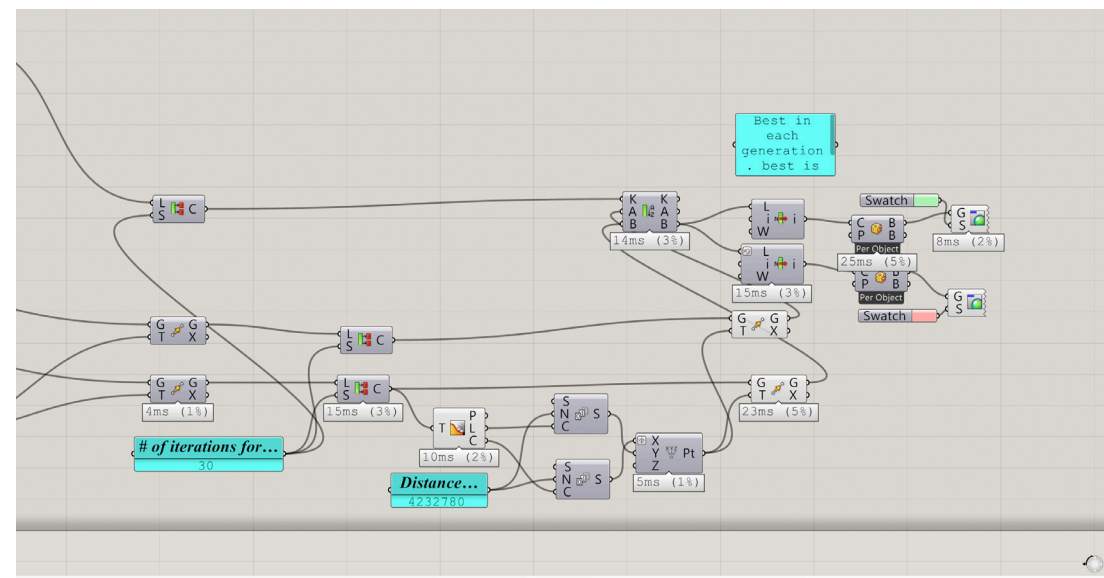 Best in
each
generation
. best is
L
S
C
K
A
B
K
A
B
14ms (3%)
L
i
W
i
Swatch
C
P
B
B
Per Object
G
S
8ms (2%)
25ms (5%)
L
i
W
i
15ms (3%)
C
P
B
B
Per Object
G
S
Swatch
G
T
G
X
L
S
C
G
T
G
X
G
T
G
X
4ms (1%)
L
S
C
15ms (3%)
G
T
G
X
23ms (5%)
T
P
L
C
10ms (2%)
S
N
C
S
# of iterations for...
30
X
Y
Z
Pt
5ms (1%)
S
N
C
S
Distance...
4232780